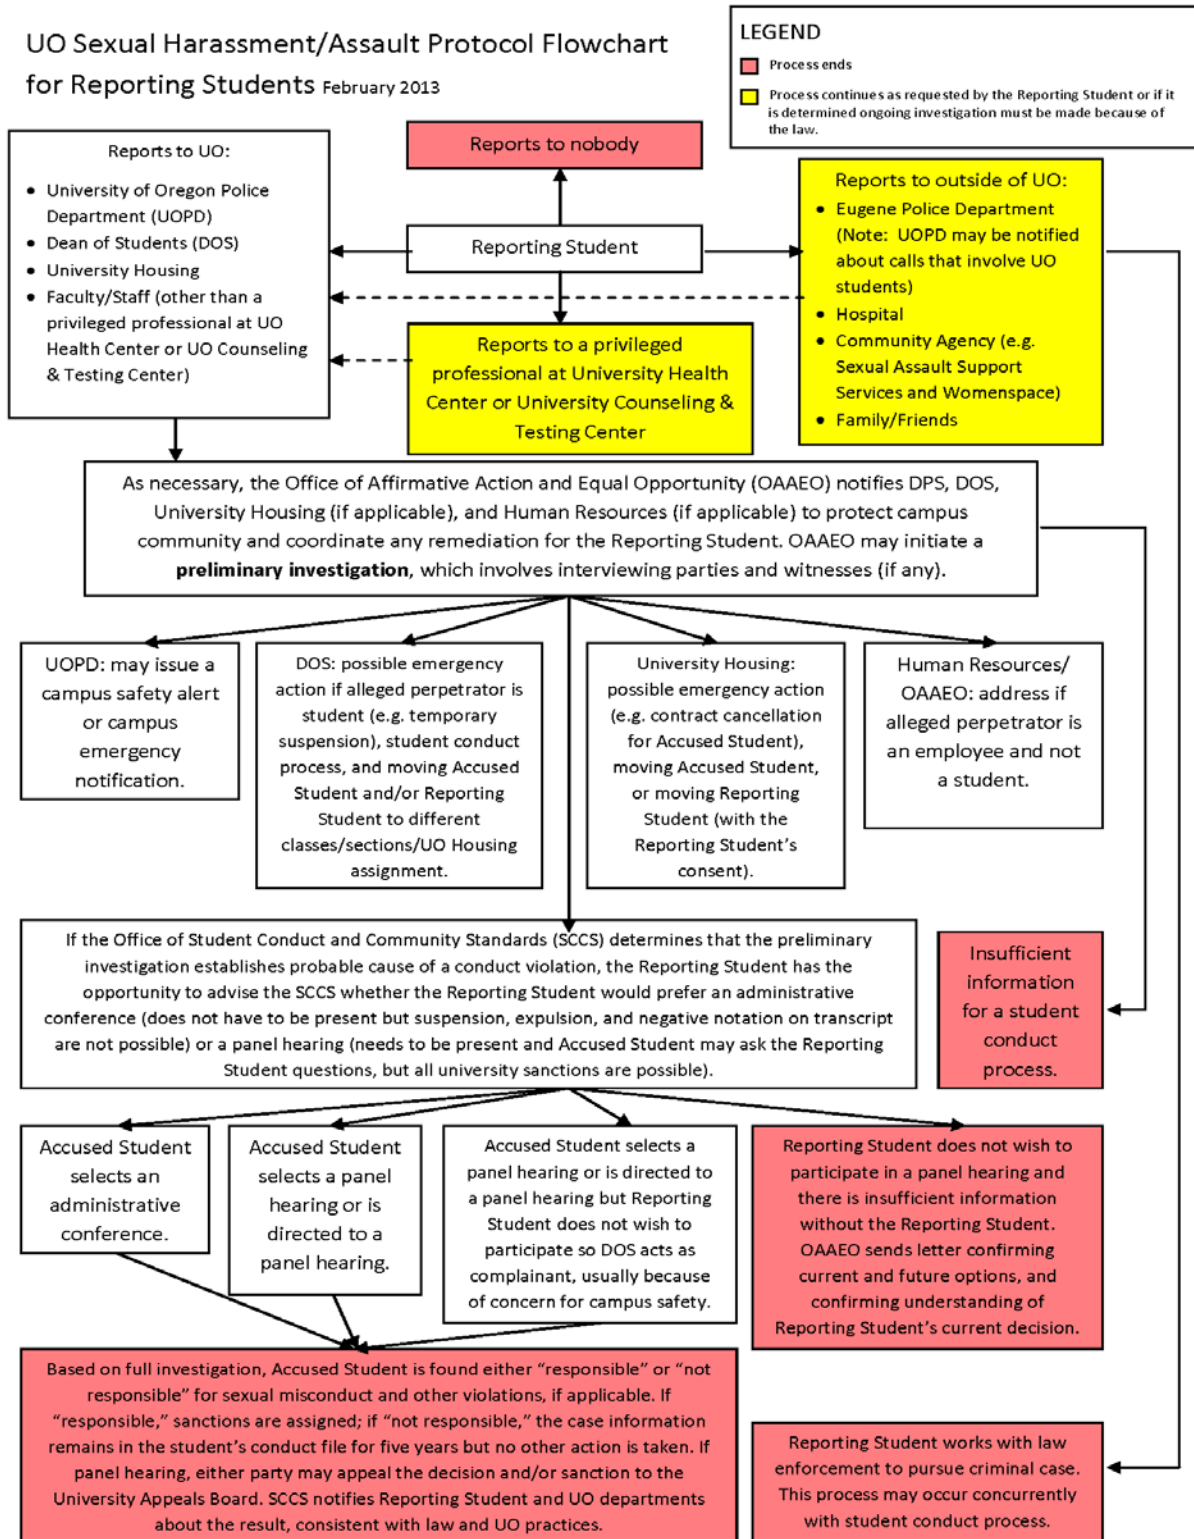 UO Sexual Harassment/Assault Protocol Flowchart
for Reporting Students February 2013
LEGEND
Process ends
Process continues as requested by the Reporting Student or if it
is determined ongoing investigation must be made because of
the law.
Reports to UO:
• University of Oregon Police
Department (UOPD)
• Dean of Students (DOS)
• University Housing
• Faculty/Staff (other than a
privileged professional at UO
Health Center or UO Counseling
& Testing Center)
Reports to nobody
Reporting Student
Reports to a privileged
professional at University Health
Center or University Counseling &
Testing Center
Reports to outside of UO:
• Eugene Police Department
(Note: UOPD may be notified
about calls that involve UO
students)
• Hospital
• Community Agency (e.g.
Sexual Assault Support
Services and Womenspace)
• Family/Friends
As necessary, the Office of Affirmative Action and Equal Opportunity (OAAEO) notifies DPS, DOS,
University Housing (if applicable), and Human Resources (if applicable) to protect campus
community and coordinate any remediation for the Reporting Student. OAAEO may initiate a
preliminary investigation, which involves interviewing parties and witnesses (if any).
UOPD: may issue a
campus safety alert
or campus
emergency
notification.
DOS: possible emergency
action if alleged perpetrator is
student (e.g. temporary
suspension), student conduct
process, and moving Accused
Student and/or Reporting
Student to different
classes/sections/UO Housing
assignment.
University Housing:
possible emergency action
(e.g. contract cancellation
for Accused Student),
moving Accused Student,
or moving Reporting
Student (with the
Reporting Student's
consent).
Human Resources/
OAAEO: address if
alleged perpetrator is
an employee and not
a student.
If the Office of Student Conduct and Community Standards (SCCS) determines that the preliminary
investigation establishes probable cause of a conduct violation, the Reporting Student has the
opportunity to advise the SCCS whether the Reporting Student would prefer an administrative
conference (does not have to be present but suspension, expulsion, and negative notation on transcript
are not possible) or a panel hearing (needs to be present and Accused Student may ask the Reporting
Student questions, but all university sanctions are possible).
Insufficient
information
for a student
conduct
process.
Accused Student
selects an
administrative
conference.
Accused Student
selects a panel
hearing or is
directed to a
panel hearing.
Accused Student selects a
panel hearing or is directed to
a panel hearing but Reporting
Student does not wish to
participate so DOS acts as
complainant, usually because
of concern for campus safety.
Reporting Student does not wish to
participate in a panel hearing and
there is insufficient information
without the Reporting Student.
OAAEO sends letter confirming
current and future options, and
confirming understanding of
Reporting Student's current decision.
Based on full investigation, Accused Student is found either "responsible" or "not
responsible" for sexual misconduct and other violations, if applicable. If
"responsible," sanctions are assigned; if "not responsible," the case information
remains in the student's conduct file for five years but no other action is taken. If
panel hearing, either party may appeal the decision and/or sanction to the
University Appeals Board. SCCS notifies Reporting Student and UO departments
about the result, consistent with law and UO practices.
Reporting Student works with law
enforcement to pursue criminal case.
This process may occur concurrently
with student conduct process.